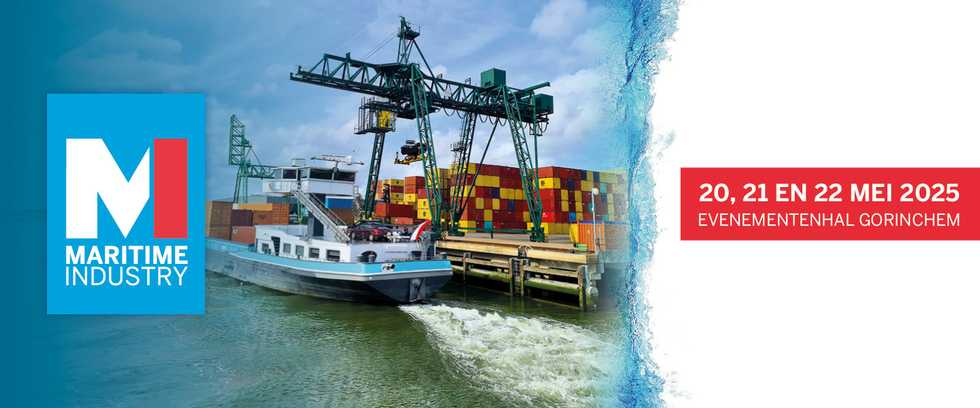 MARITIME
INDUSTRY
20, 21 EN 22 MEI 2025
EVENEMENTENHAL GORINCHEM